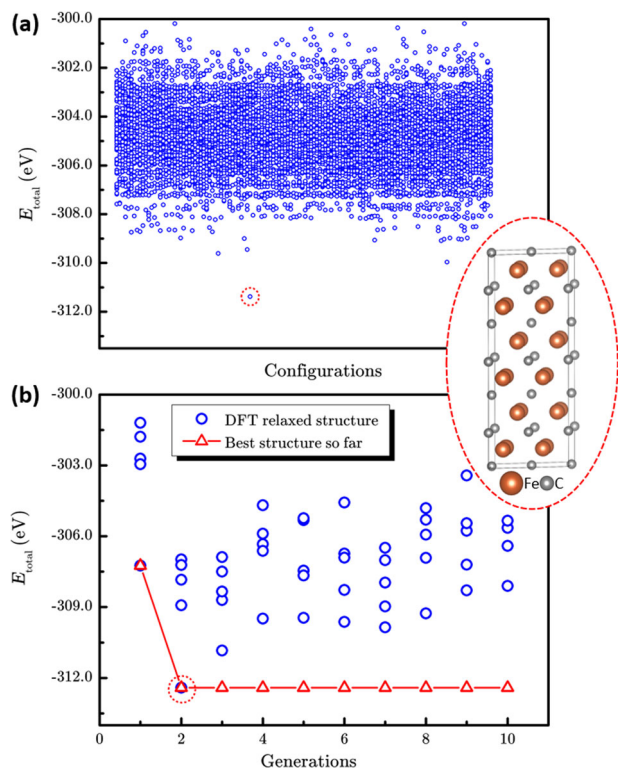 (a)
-300.0
-302.0
-304.0
-306.0
-308.0
-310.0
-312.0
E_total (eV)
Configurations
Fe C
(b)
-300.0
-303.0
-306.0
-309.0
-312.0
E_total (eV)
DFT relaxed structure
Best structure so far
0 2 4 6 8 10
Generations